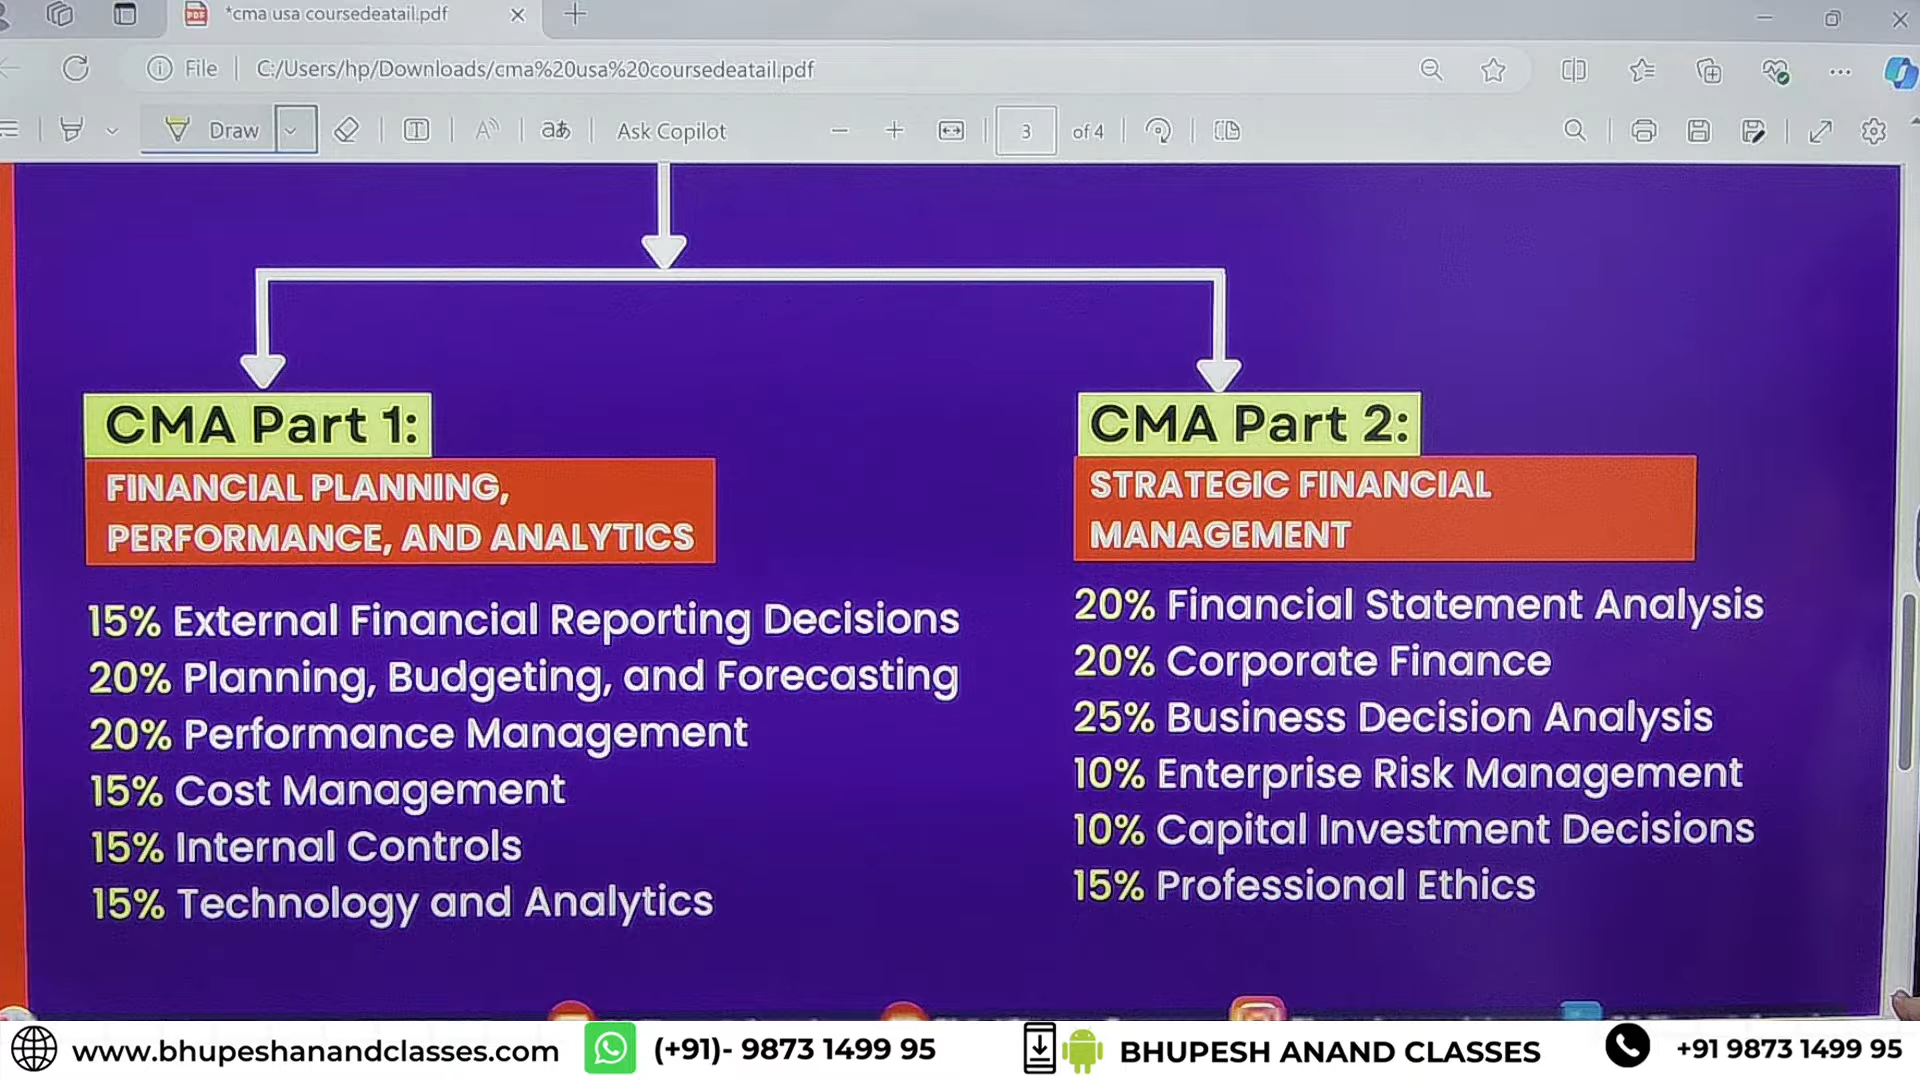 *cma usa coursedeatail.pdf
File
C:/Users/hp/Downloads/cma%20usa%20coursedeatail.pdf
Draw
Ask Copilot
3 of 4
CMA Part 1:
FINANCIAL PLANNING,
PERFORMANCE, AND ANALYTICS
15% External Financial Reporting Decisions
20% Planning, Budgeting, and Forecasting
20% Performance Management
15% Cost Management
15% Internal Controls
15% Technology and Analytics
CMA Part 2:
STRATEGIC FINANCIAL
MANAGEMENT
20% Financial Statement Analysis
20% Corporate Finance
25% Business Decision Analysis
10% Enterprise Risk Management
10% Capital Investment Decisions
15% Professional Ethics
www.bhupeshanandclasses.com
(+91)- 9873 1499 95
BHUPESH ANAND CLASSES
+91 9873 1499 95